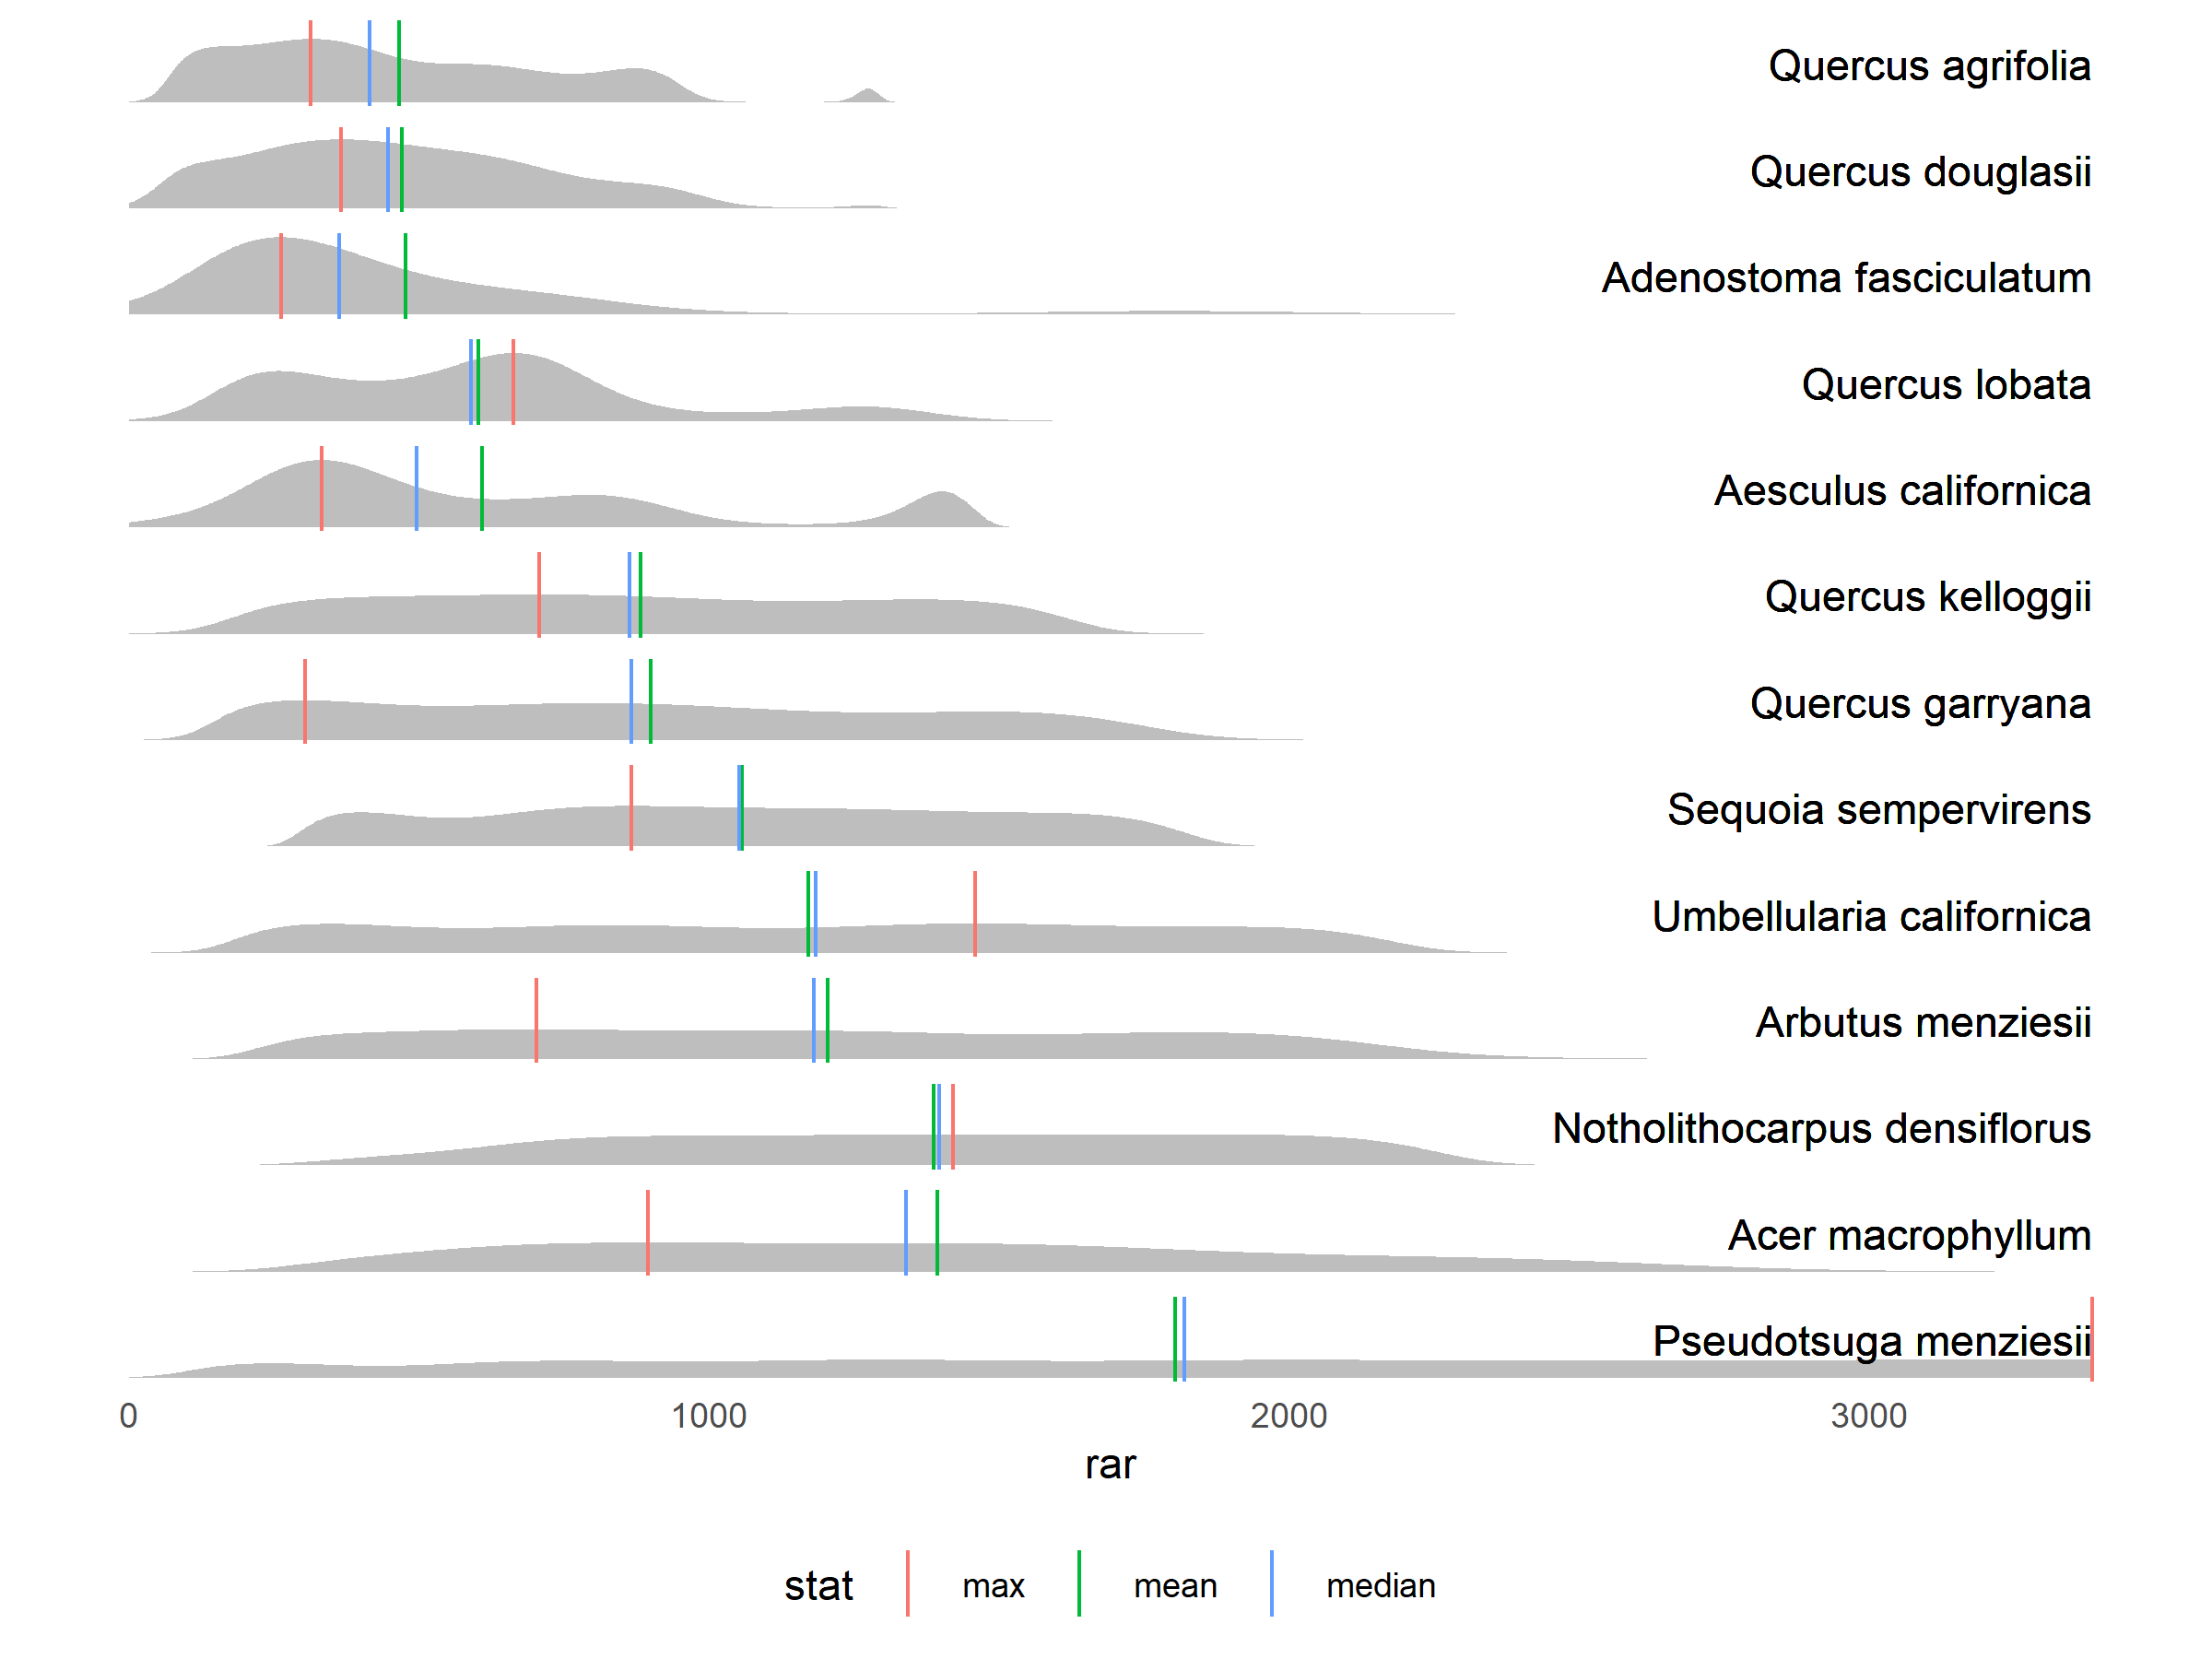 Quercus agrifolia
Quercus douglasii
Adenostoma fasciculatum
Quercus lobata
Aesculus californica
Quercus kelloggii
Quercus garryana
Sequoia sempervirens
Umbellularia californica
Arbutus menziesii
Notholithocarpus densiflorus
Acer macrophyllum
Pseudotsuga menziesii
0 1000 2000 3000
rar
stat max mean median